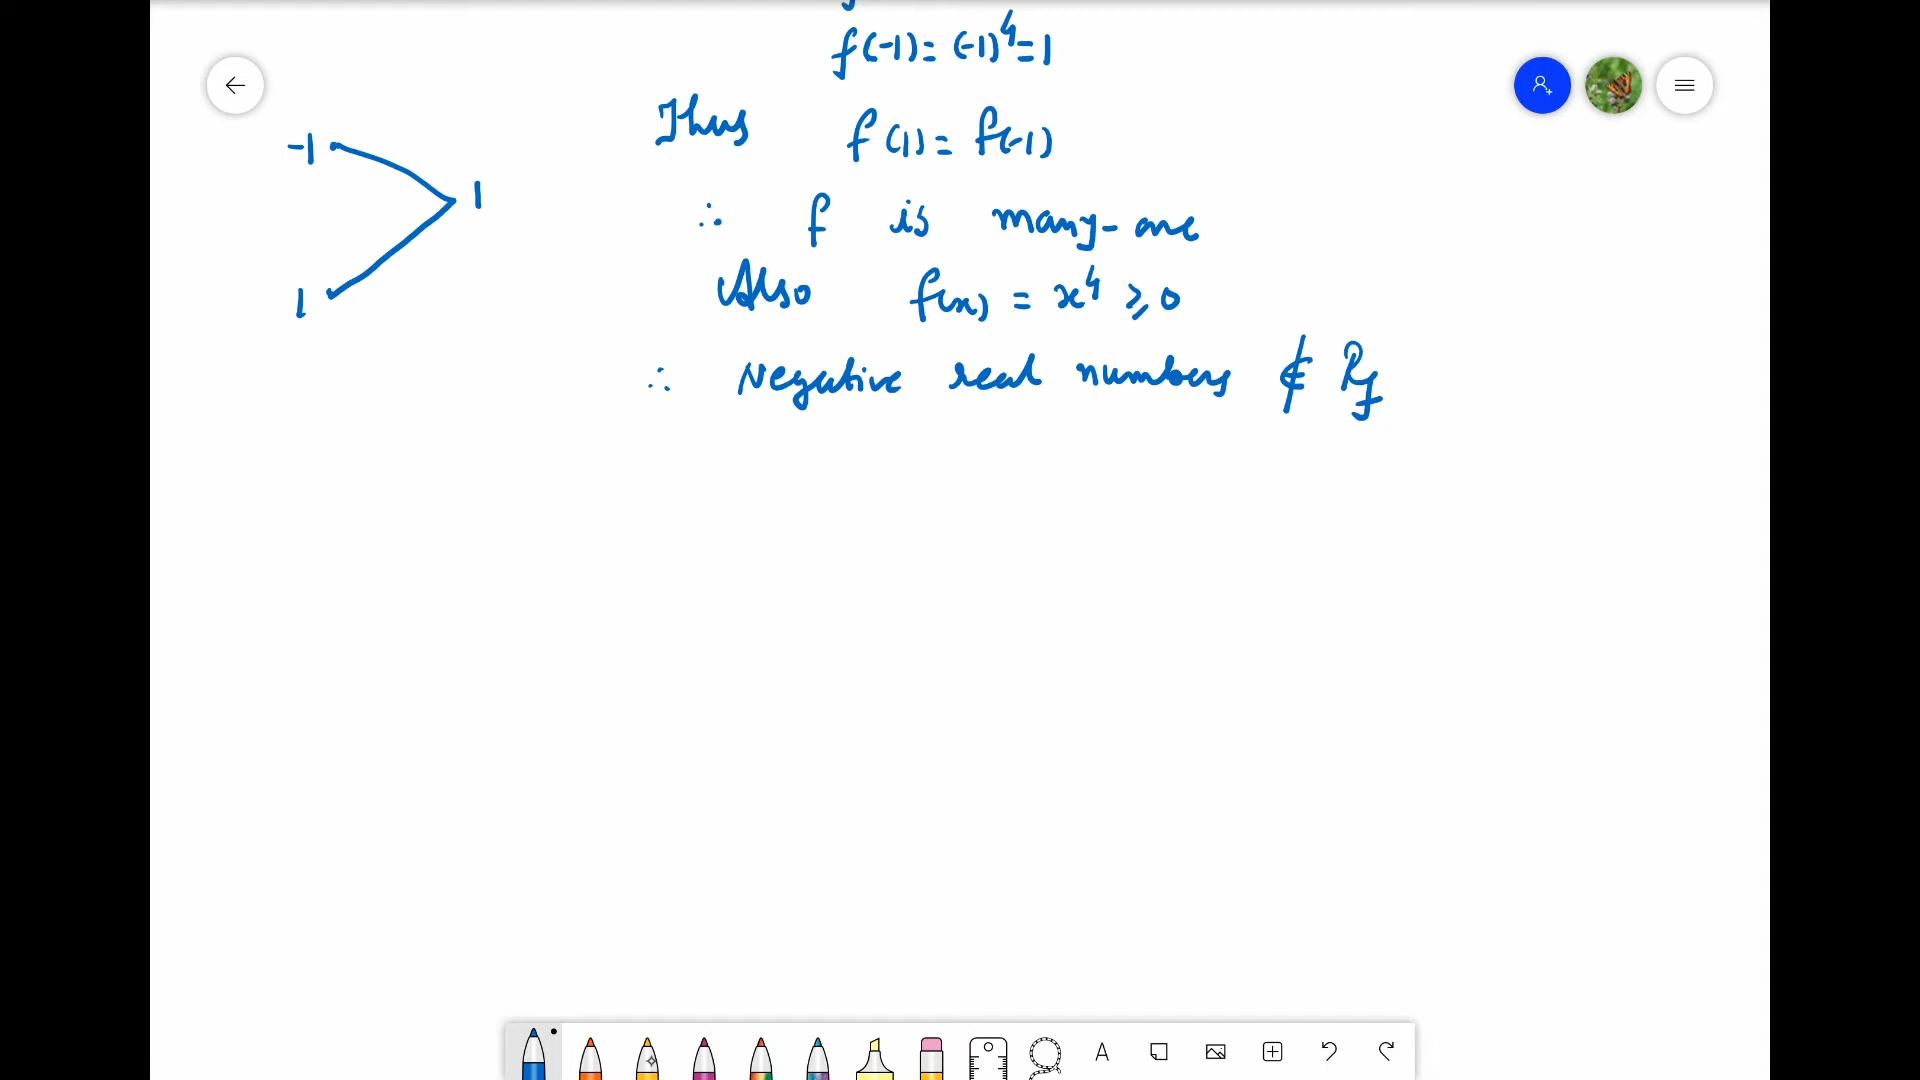 f(-1) = (-1)⁴ = 1
Thus f(1) = f(-1)
∴ f is many-one
Also f(x) = x⁴ ⩾ 0
∴ Negative real numbers ∉ Rf
-1
1
1
A